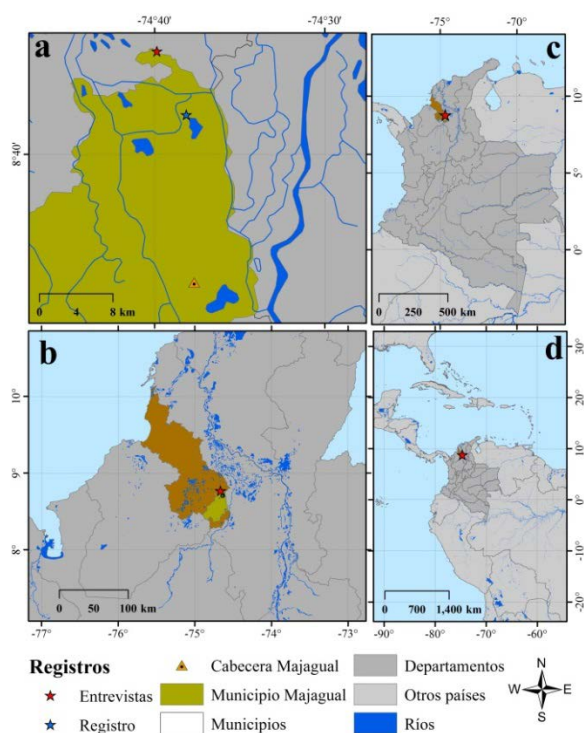 -74°40'
-74°30'
-75°
-70°
a
c
8°40'
10°
5°
0°
0 4 8 km
0 250 500 km
b
d
10°
9°
8°
30°
20°
10°
0°
-10°
-20°
0 50 100 km
0 700 1,400 km
-77° -76° -75° -74° -73°
-90° -80° -70° -60°
Registros
Entrevistas
Registro
Cabecera Majagual
Municipio Majagual
Municipios
Departamentos
Otros países
Ríos
N
W E
S